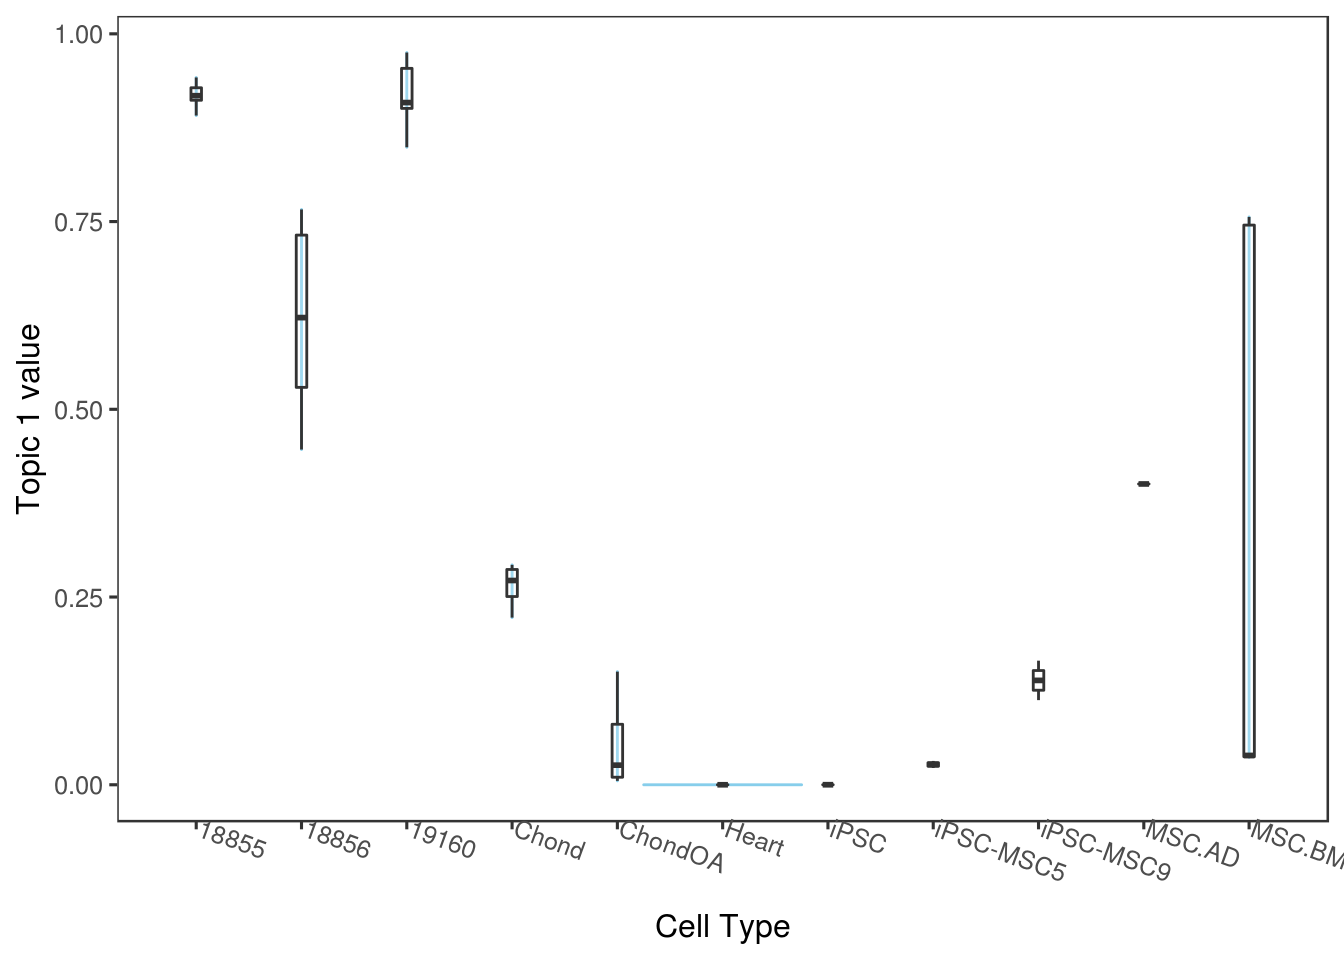 1.00
0.75
0.50
0.25
0.00
Topic 1 value
18855
18856
19160
Chond
ChondOA
Heart
iPSC
iPSC-MSC5
iPSC-MSC9
MSC.AD
MSC.BM
Cell Type